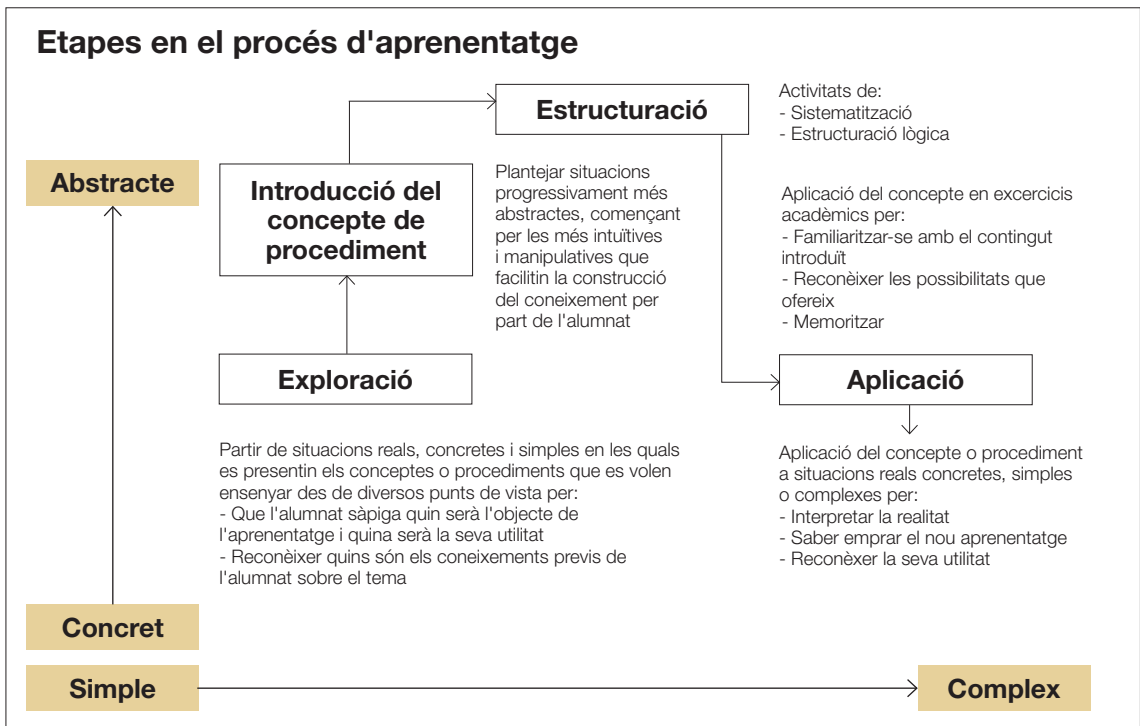 Etapes en el procés d'aprenentatge
Estructuració
Activitats de:
- Sistematització
- Estructuració lògica
Abstracte
Introducció del
concepte de
procediment
Plantejar situacions
progressivament més
abstractes, començant
per les més intuïtives
i manipulatives que
facilitin la construcció
del coneixement per
part de l'alumnat
Aplicació del concepte en excercicis
acadèmics per:
- Familiaritzar-se amb el contingut
introduït
- Reconèixer les possibilitats que
ofereix
- Memoritzar
Exploració
Aplicació
Partir de situacions reals, concretes i simples en les quals
es presentin els conceptes o procediments que es volen
ensenyar des de diversos punts de vista per:
- Que l'alumnat sàpiga quin serà l'objecte de
l'aprenentatge i quina serà la seva utilitat
- Reconèixer quins són els coneixements previs de
l'alumnat sobre el tema
Aplicació del concepte o procediment
a situacions reals concretes, simples
o complexes per:
- Interpretar la realitat
- Saber emprar el nou aprenentatge
- Reconèxer la seva utilitat
Concret
Simple
Complex